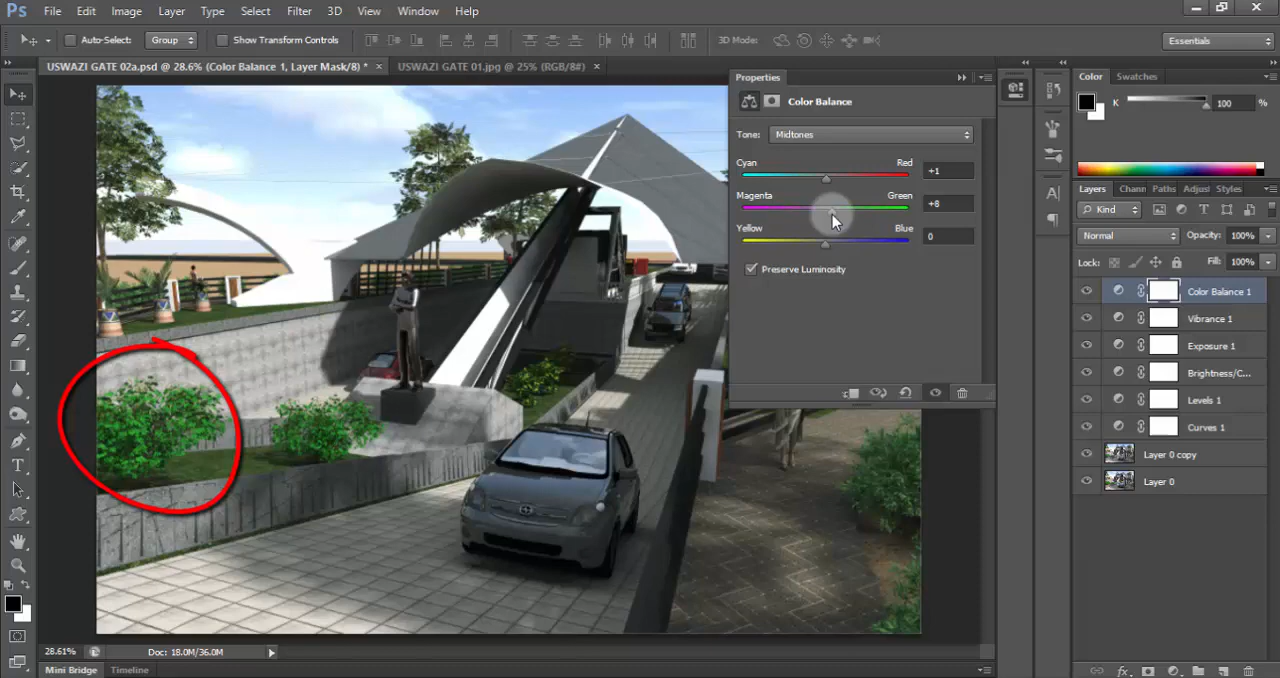 Ps File Edit Image Layer Type Select Filter 3D View Window Help
Auto-Select: Group Show Transform Controls 3D Mode: Essentials
USWAZI GATE 02a.psd @ 28.6% (Color Balance 1, Layer Mask/8) * × USWAZI GATE 01.jpg @ 25% (RGB/8#) ×
Properties
Color Balance
Tone: Midtones
Cyan Red +1
Magenta Green +8
Yellow Blue 0
Preserve Luminosity
Color Swatches
K 100 %
Layers Chann Paths Adjust Styles
Kind
Normal Opacity: 100%
Lock: Fill: 100%
Color Balance 1
Vibrance 1
Exposure 1
Brightness/C...
Levels 1
Curves 1
Layer 0 copy
Layer 0
28.61% Doc: 18.0M/36.0M
Mini Bridge Timeline